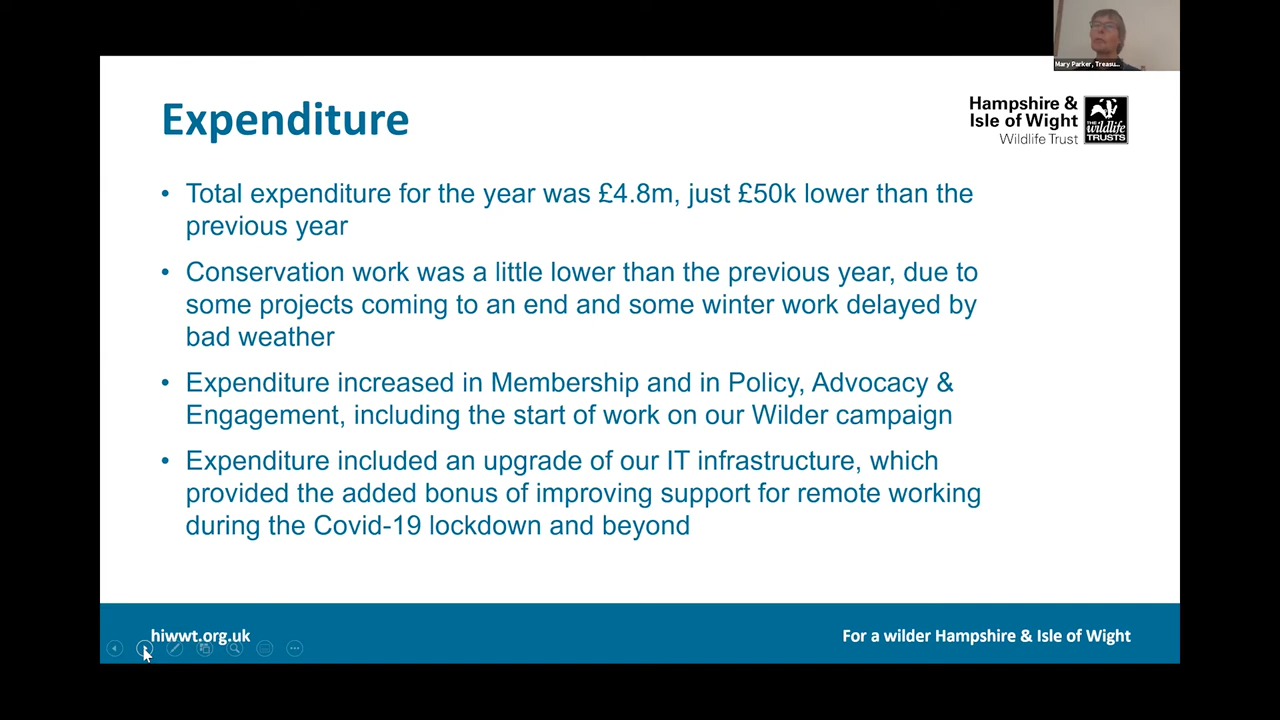 Mary Parker, Treasu...
Expenditure
Hampshire &
Isle of Wight
Wildlife Trust
THE
wildlife
TRUSTS
• Total expenditure for the year was £4.8m, just £50k lower than the
previous year
• Conservation work was a little lower than the previous year, due to
some projects coming to an end and some winter work delayed by
bad weather
• Expenditure increased in Membership and in Policy, Advocacy &
Engagement, including the start of work on our Wilder campaign
• Expenditure included an upgrade of our IT infrastructure, which
provided the added bonus of improving support for remote working
during the Covid-19 lockdown and beyond
hiwwt.org.uk
For a wilder Hampshire & Isle of Wight